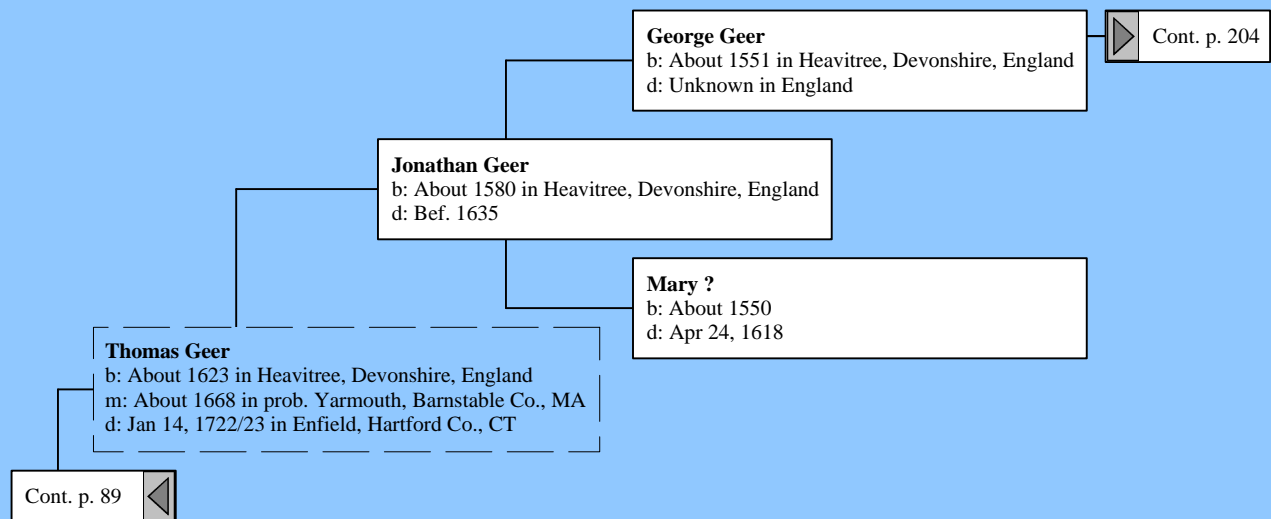 George Geer
b: About 1551 in Heavitree, Devonshire, England
d: Unknown in England
Cont. p. 204
Jonathan Geer
b: About 1580 in Heavitree, Devonshire, England
d: Bef. 1635
Mary ?
b: About 1550
d: Apr 24, 1618
Thomas Geer
b: About 1623 in Heavitree, Devonshire, England
m: About 1668 in prob. Yarmouth, Barnstable Co., MA
d: Jan 14, 1722/23 in Enfield, Hartford Co., CT
Cont. p. 89